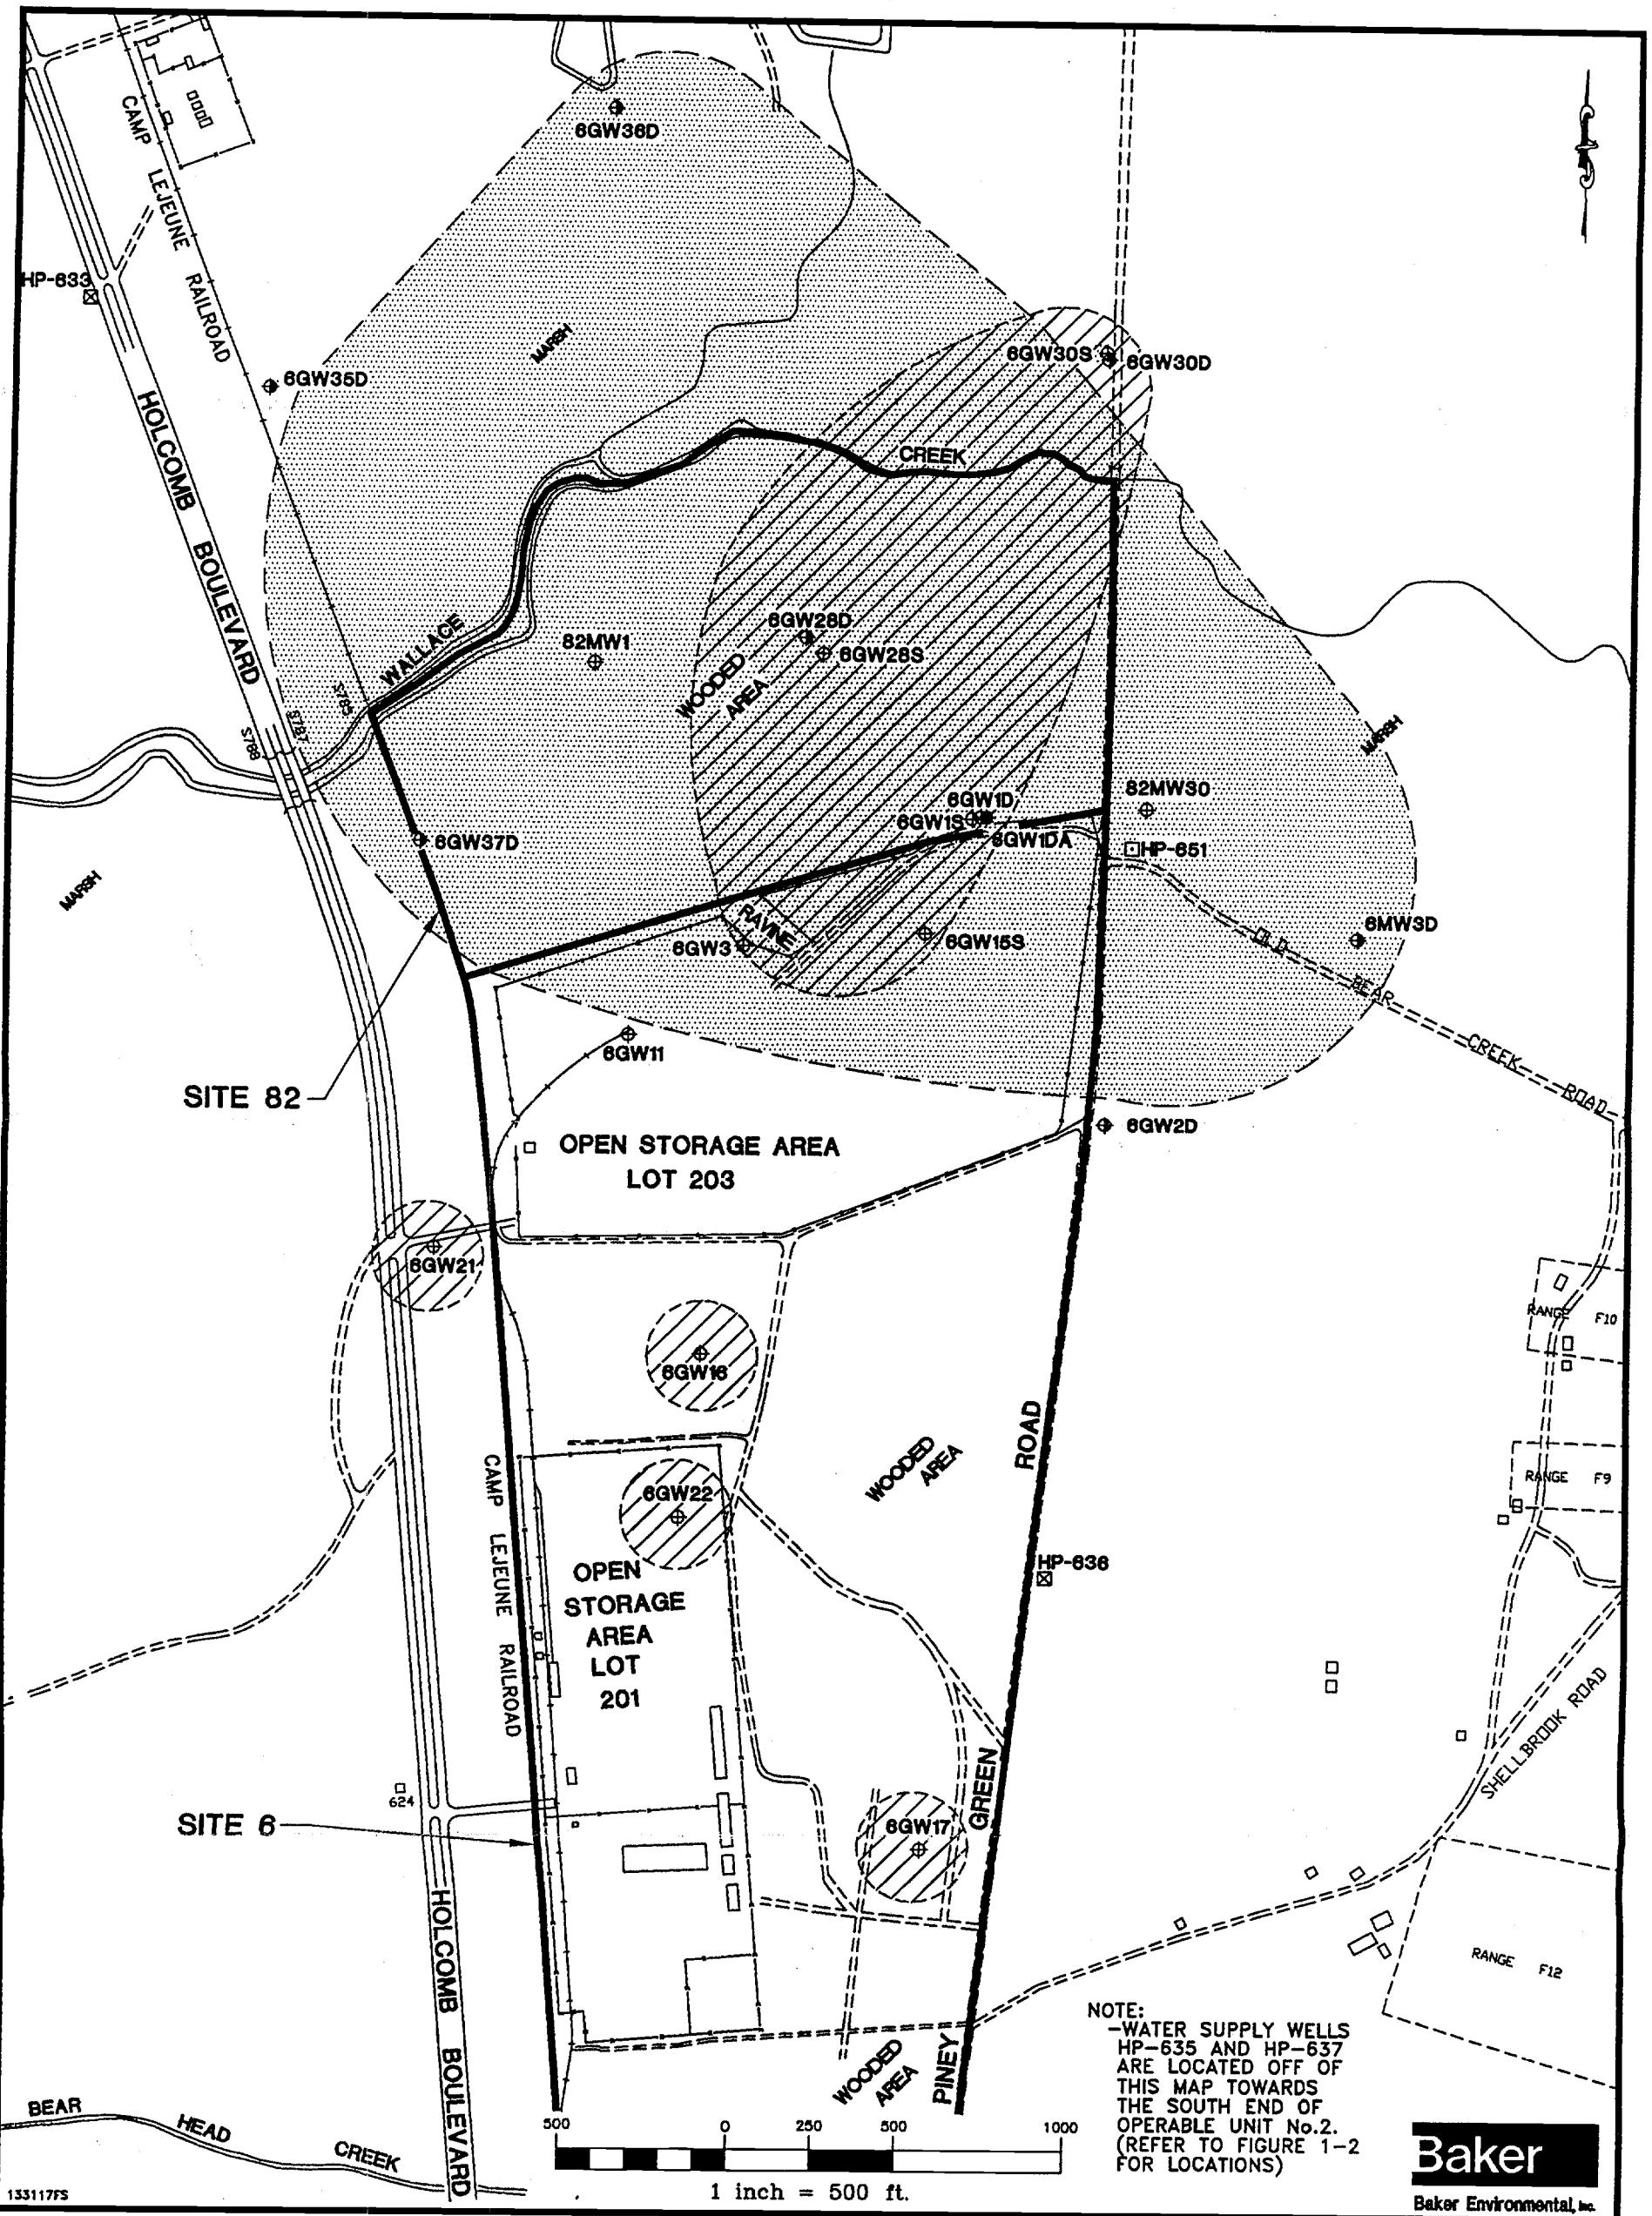 6GW36D
CAMP LEJEUNE RAILROAD
HP-633
MARSH
6GW30S
6GW30D
6GW35D
HOLCOMB BOULEVARD
CREEK
WALLACE
82MW1
6GW28D
6GW28S
WOODED
AREA
S785
S787
S788
MARSH
6GW1D
6GW1S
6GW1DA
82MW30
HP-651
6GW37D
MARSH
RAVINE
6GW3
6GW15S
6MW3D
OLD BEAR CREEK ROAD
6GW11
SITE 82
OPEN STORAGE AREA
LOT 203
6GW2D
6GW21
6GW16
RANGE F10
WOODED
AREA
RANGE F9
CAMP LEJEUNE RAILROAD
6GW22
OPEN
STORAGE
AREA
LOT
201
HP-636
PINEY GREEN ROAD
SHELLBROOK ROAD
624
SITE 6
6GW17
HOLCOMB BOULEVARD
RANGE F12
WOODED
AREA
NOTE:
-WATER SUPPLY WELLS
HP-635 AND HP-637
ARE LOCATED OFF OF
THIS MAP TOWARDS
THE SOUTH END OF
OPERABLE UNIT No.2.
(REFER TO FIGURE 1-2
FOR LOCATIONS)
BEAR HEAD CREEK
500 0 250 500 1000
1 inch = 500 ft.
Baker
Baker Environmental, Inc.
133117FS